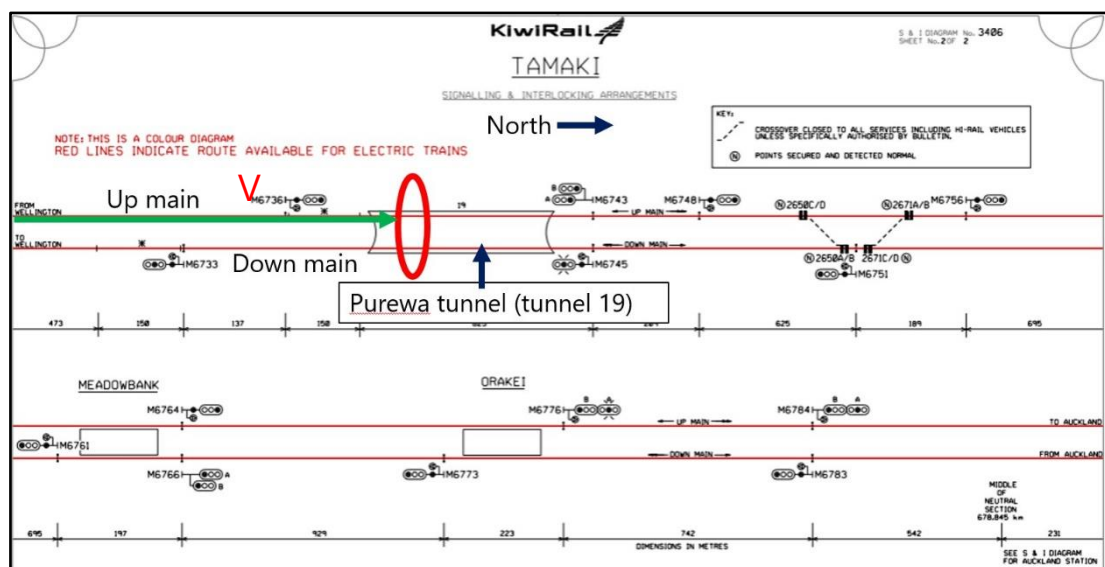 KiwiRail
S & I DIAGRAM No. 3406
SHEET No. 2 OF 2
TAMAKI
SIGNALLING & INTERLOCKING ARRANGEMENTS
North
KEY:
CROSSOVER CLOSED TO ALL SERVICES INCLUDING HI-RAIL VEHICLES
UNLESS SPECIFICALLY AUTHORISED BY BULLETIN.
N POINTS SECURED AND DETECTED NORMAL
NOTE: THIS IS A COLOUR DIAGRAM
RED LINES INDICATE ROUTE AVAILABLE FOR ELECTRIC TRAINS
Up main
V
M6736
19
B
A
M6743
M6748
N 2650C/D
N 2671A/B
M6756
FROM
WELLINGTON
UP MAIN
TO
WELLINGTON
DOWN MAIN
M6733
Down main
M6745
N 2650A/B
2671C/D N
M6751
Purewa tunnel (tunnel 19)
473
150
137
150
625
189
695
MEADOWBANK
ORAKEI
M6764
M6776
B
A
M6784
B
A
UP MAIN
TO AUCKLAND
M6761
DOWN MAIN
FROM AUCKLAND
M6766
A
B
M6773
M6783
MIDDLE
OF
NEUTRAL
SECTION
678.845 km
695
197
929
223
742
542
231
DIMENSIONS IN METRES
SEE S & I DIAGRAM
FOR AUCKLAND STATION